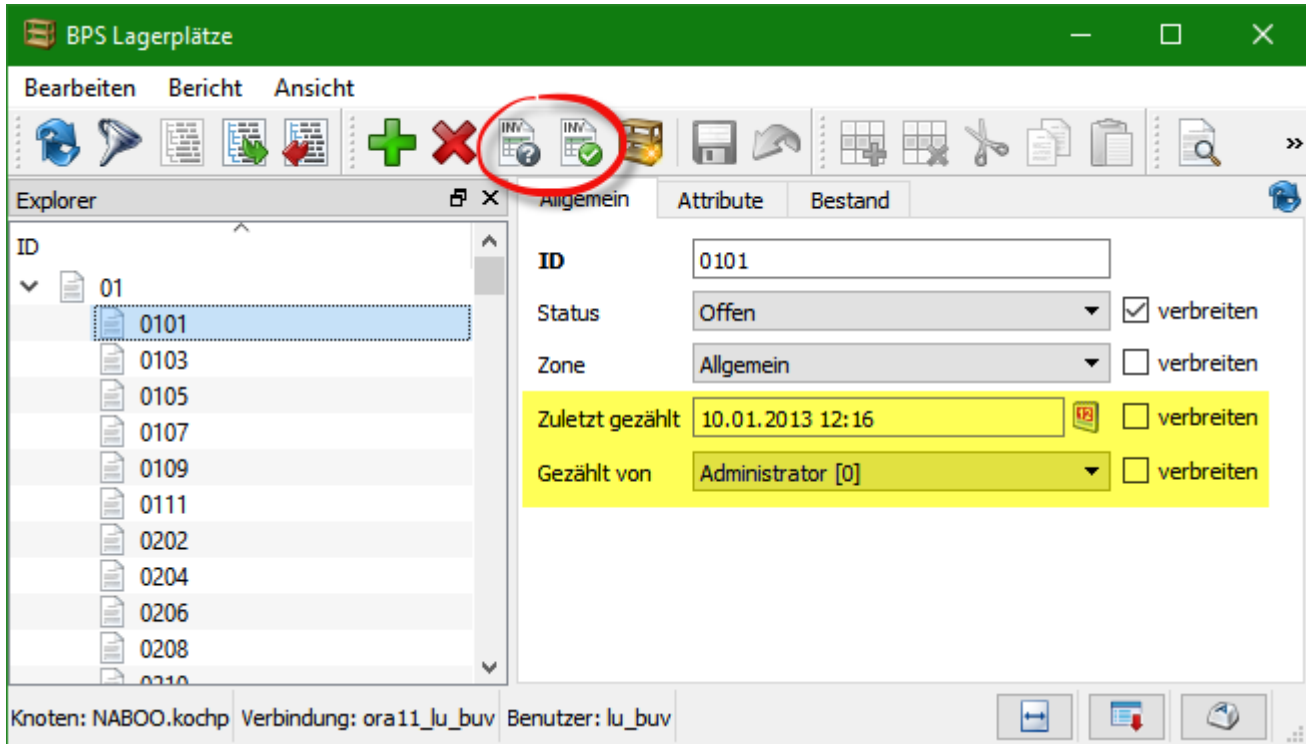 BPS Lagerplätze
Bearbeiten Bericht Ansicht
INV INV
»
Explorer
Allgemein Attribute Bestand
ID
01
0101
0103
0105
0107
0109
0111
0202
0204
0206
0208
0210
ID 0101
Status Offen verbreiten
Zone Allgemein verbreiten
Zuletzt gezählt 10.01.2013 12:16 12 verbreiten
Gezählt von Administrator [0] verbreiten
Knoten: NABOO.kochp Verbindung: ora11_lu_buv Benutzer: lu_buv